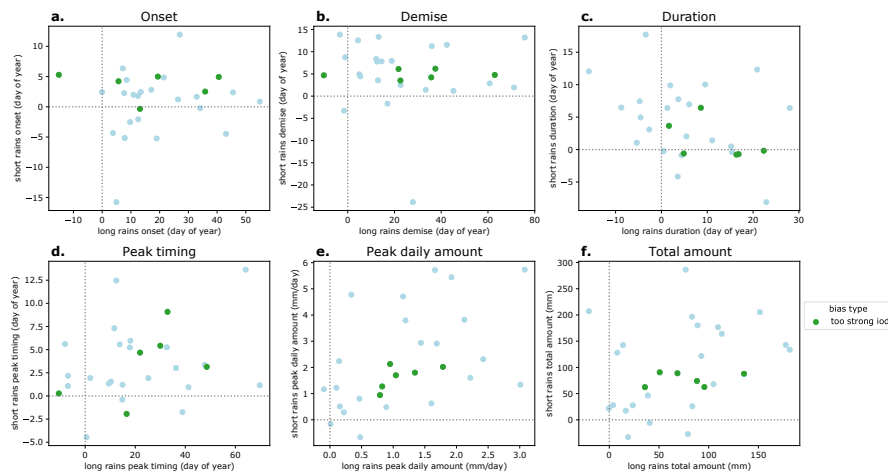 a. Onset
short rains onset (day of year)
10
5
0
−5
−10
−15
0 10 20 30 40 50
long rains onset (day of year)
b. Demise
short rains demise (day of year)
15
10
5
0
−5
−10
−15
−20
−25
0 20 40 60 80
long rains demise (day of year)
c. Duration
short rains duration (day of year)
15
10
5
0
−5
−10 0 10 20 30
long rains duration (day of year)
d. Peak timing
short rains peak timing (day of year)
12.5
10.0
7.5
5.0
2.5
0.0
−2.5
−5.0
0 20 40 60
long rains peak timing (day of year)
e. Peak daily amount
short rains peak daily amount (mm/day)
6
5
4
3
2
1
0
−1
0.0 0.5 1.0 1.5 2.0 2.5 3.0
long rains peak daily amount (mm/day)
f. Total amount
short rains total amount (mm)
300
250
200
150
100
50
0
−50
0 50 100 150
long rains total amount (mm)
bias type
too strong iod